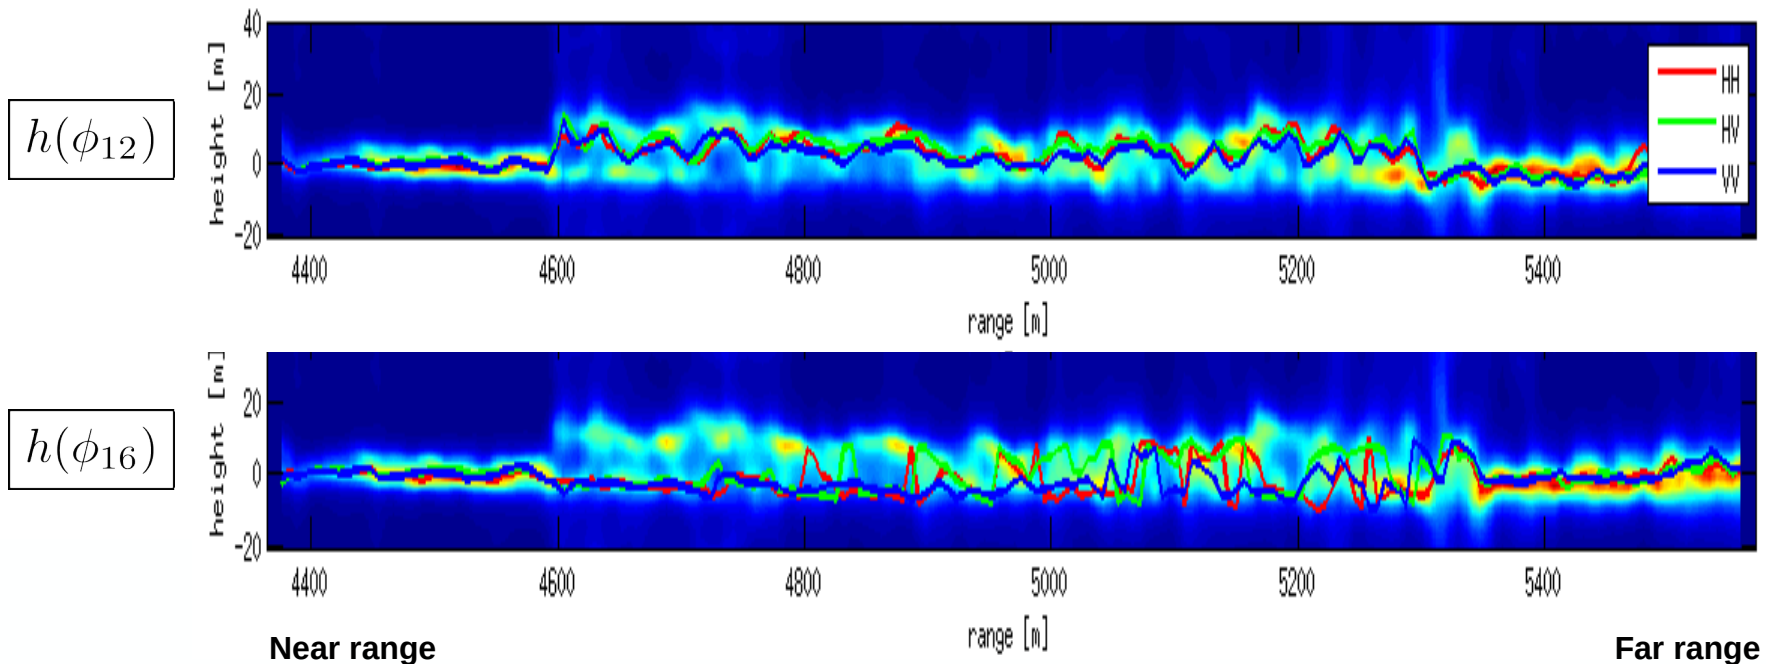 h(ϕ₁₂)
height [m]
40
20
0
-20
HH
HV
VV
4400 4600 4800 5000 5200 5400
range [m]
h(ϕ₁₆)
height [m]
20
0
-20
4400 4600 4800 5000 5200 5400
range [m]
Near range
Far range